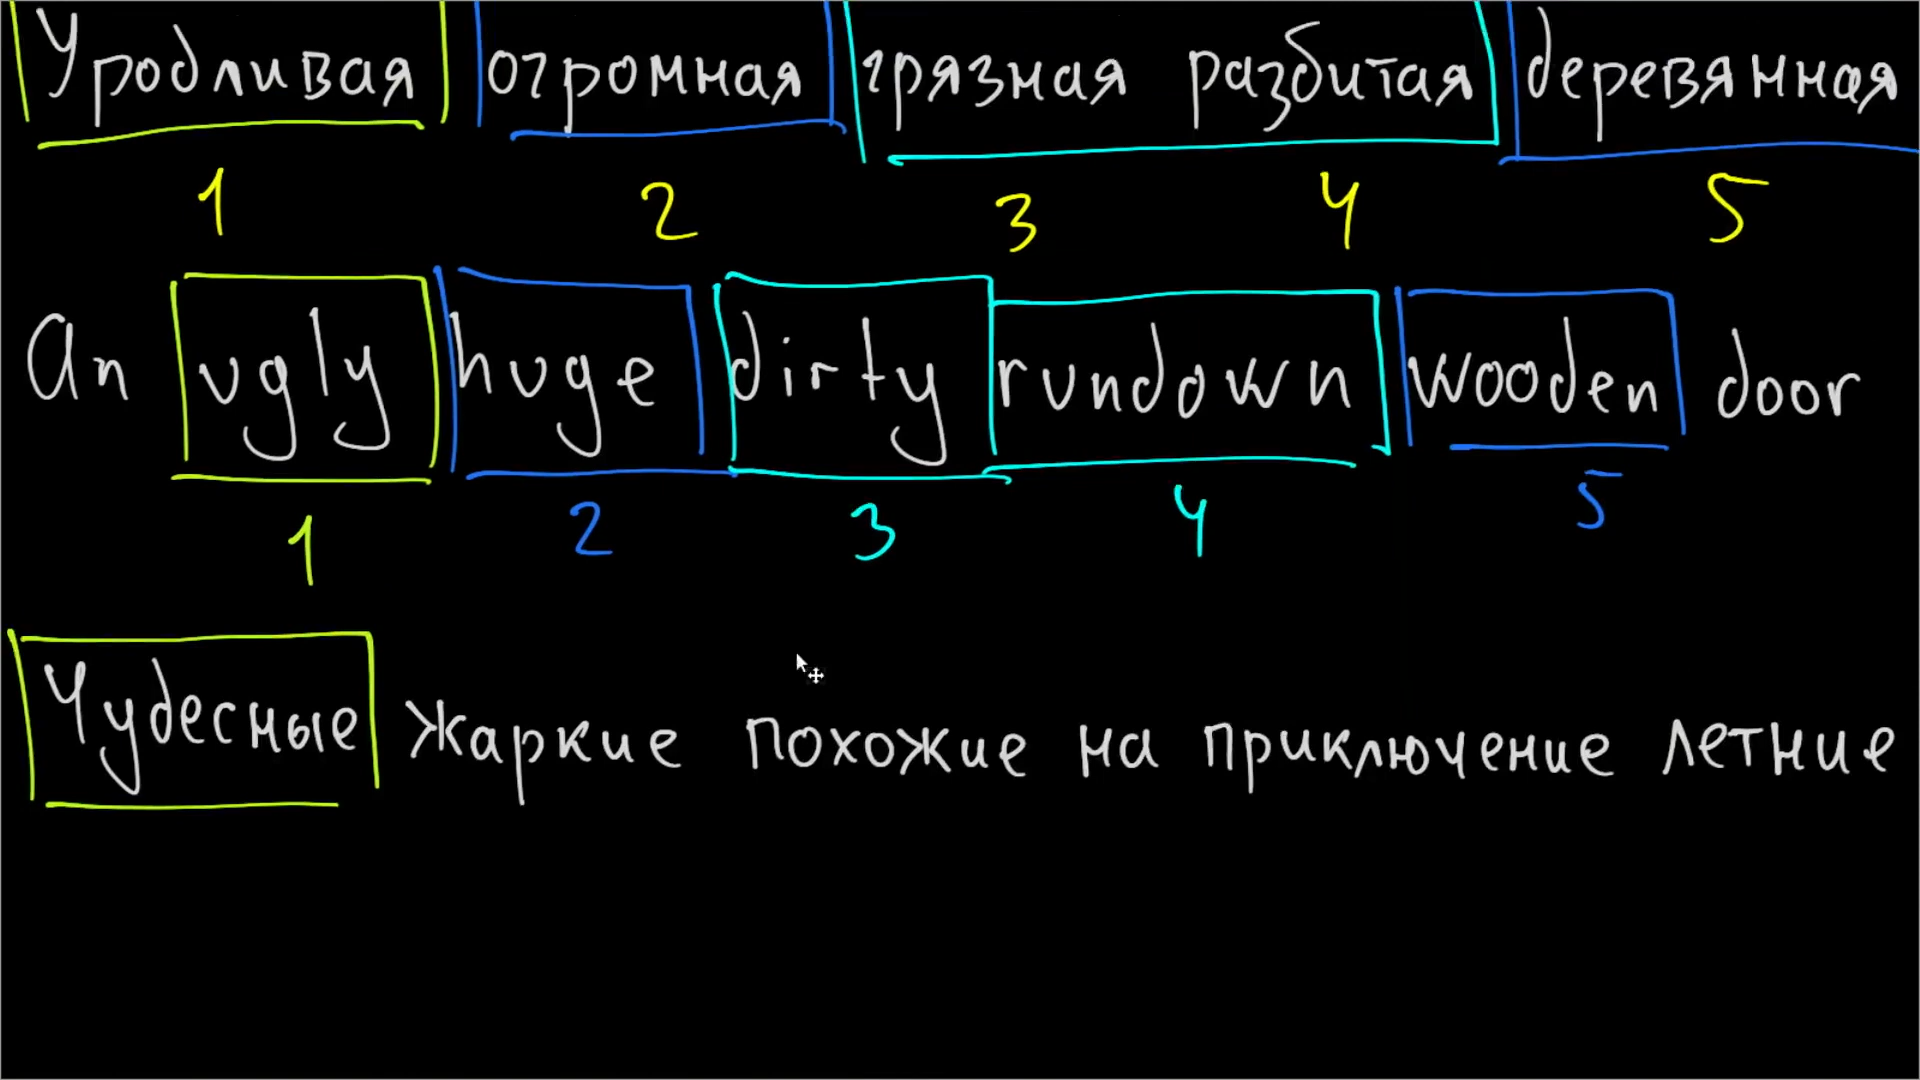 Уродливая огромная грязная разбитая деревянная
1 2 3 4 5
An ugly huge dirty rundown wooden door
1 2 3 4 5
Чудесные жаркие похожие на приключение летние